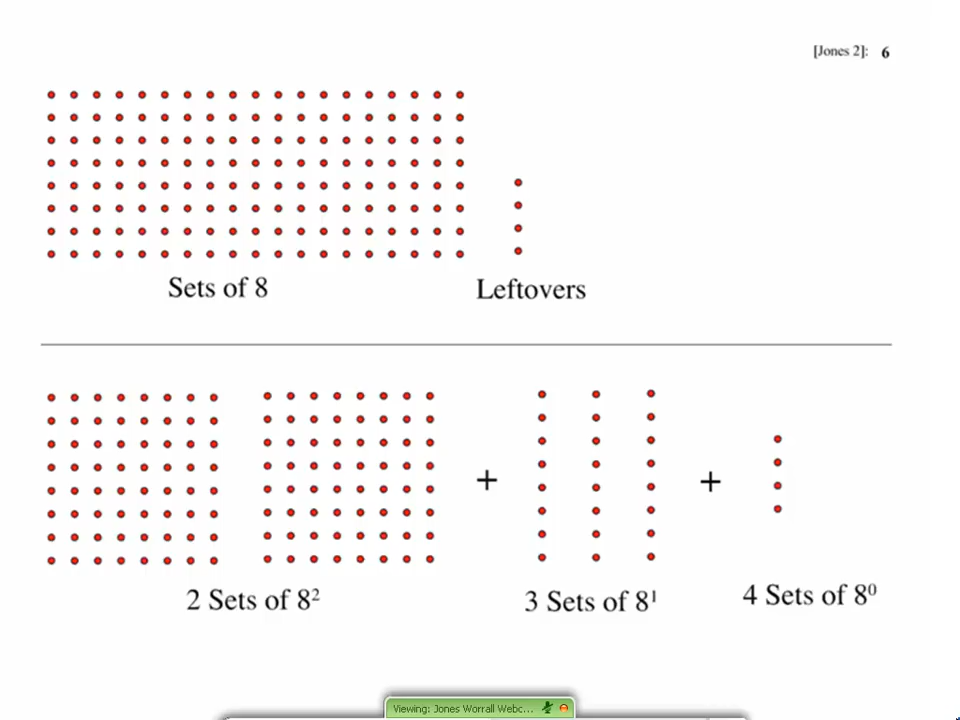 [Jones 2]: 6
Sets of 8
Leftovers
+
+
2 Sets of 8²
3 Sets of 8¹
4 Sets of 8⁰
Viewing: Jones Worrall Webc...